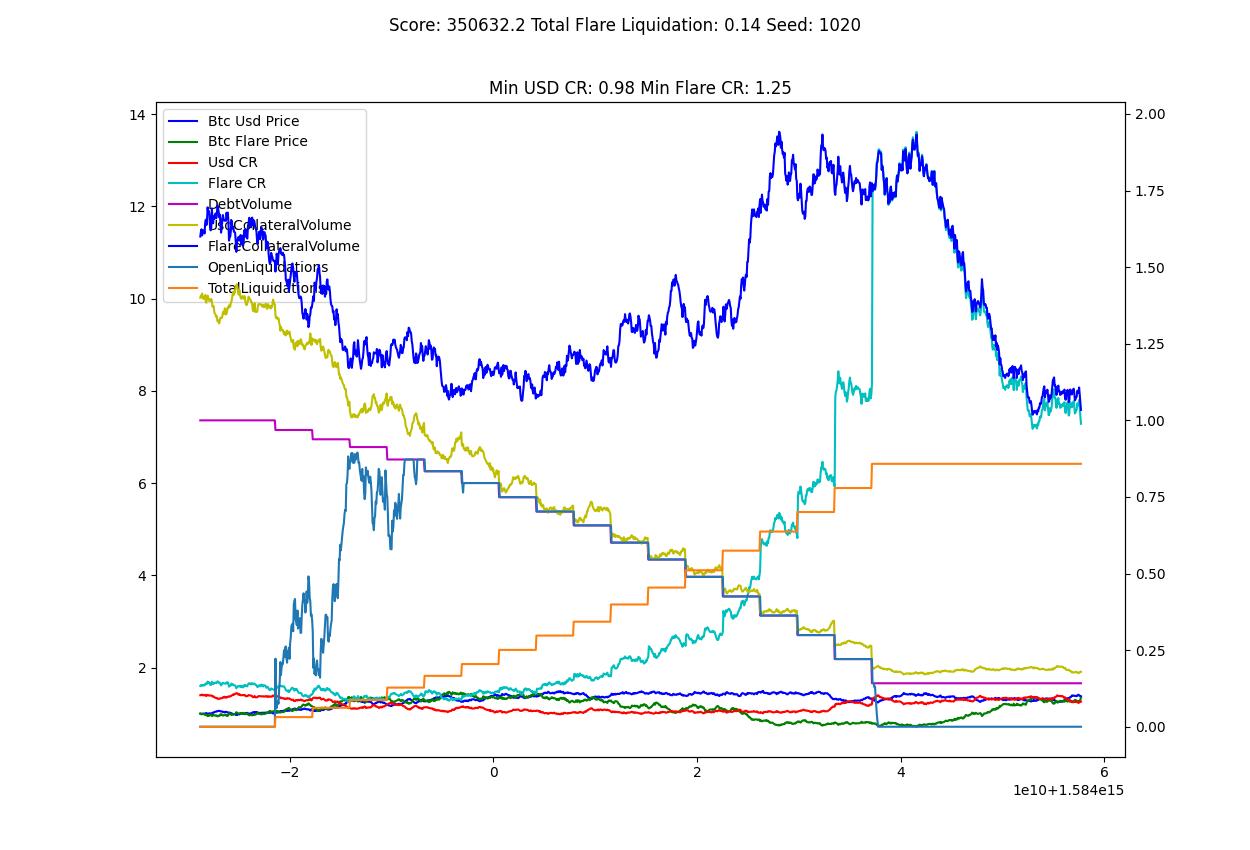 Score: 350632.2 Total Flare Liquidation: 0.14 Seed: 1020
Min USD CR: 0.98 Min Flare CR: 1.25
14
12
10
8
6
4
2
Btc Usd Price
Btc Flare Price
Usd CR
Flare CR
DebtVolume
UsdCollateralVolume
FlareCollateralVolume
OpenLiquidations
TotalLiquidations
2.00
1.75
1.50
1.25
1.00
0.75
0.50
0.25
0.00
−2 0 2 4 6
1e10+1.584e15